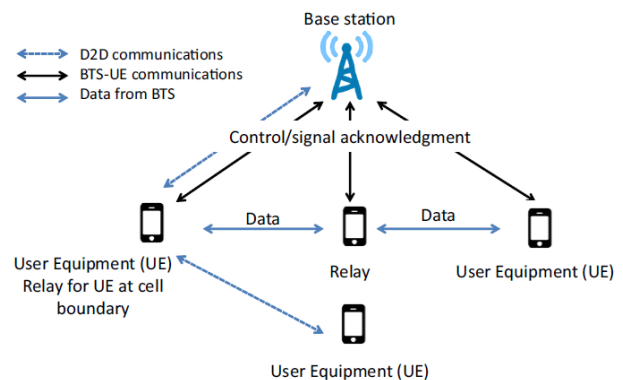 Base station
D2D communications
BTS-UE communications
Data from BTS
Control/signal acknowledgment
Data
Data
User Equipment (UE)
Relay for UE at cell
boundary
Relay
User Equipment (UE)
User Equipment (UE)